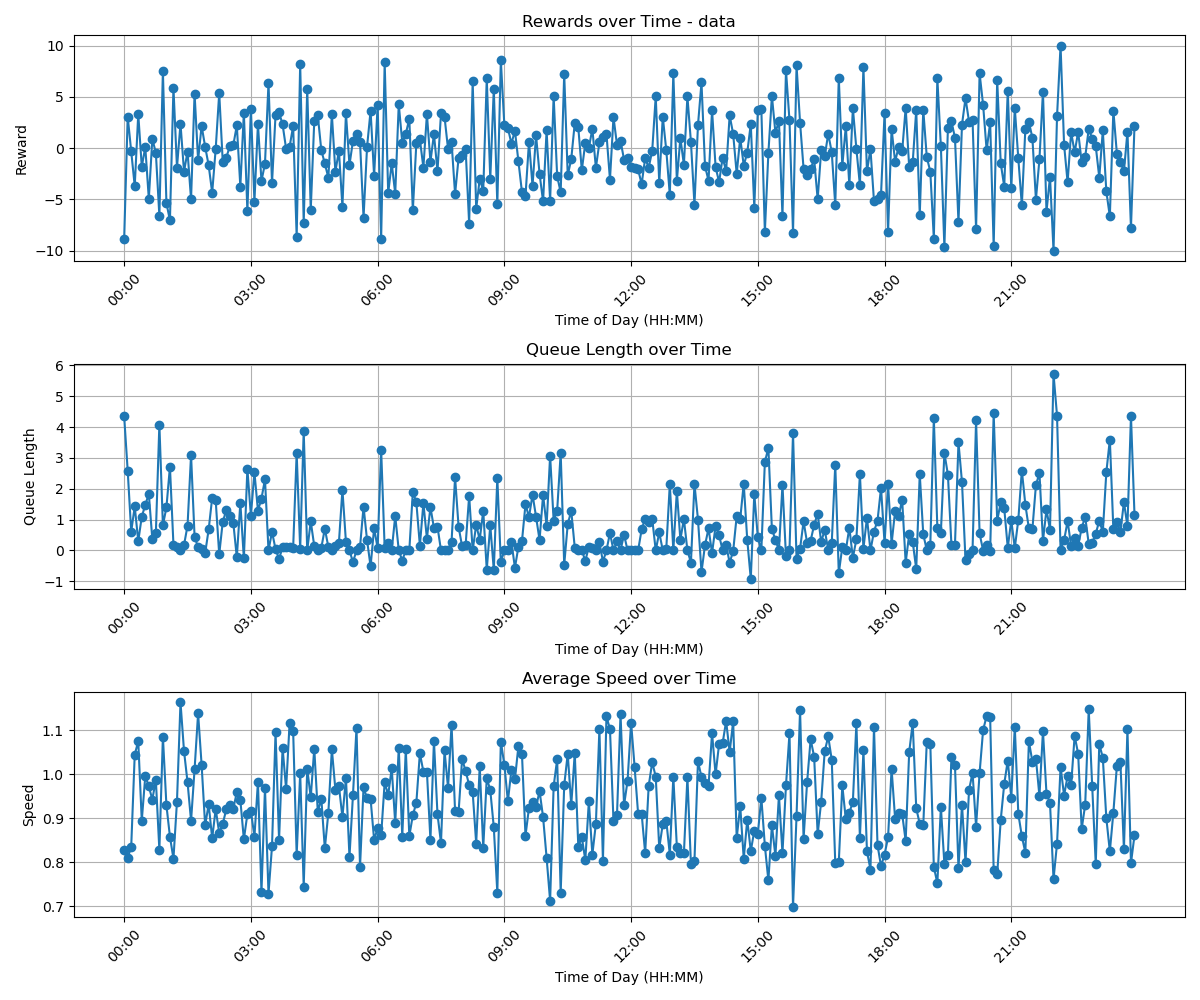 Rewards over Time - data
10
5
0
−5
−10
Reward
00:00 03:00 06:00 09:00 12:00 15:00 18:00 21:00
Time of Day (HH:MM)
Queue Length over Time
6
5
4
3
2
1
0
−1
Queue Length
00:00 03:00 06:00 09:00 12:00 15:00 18:00 21:00
Time of Day (HH:MM)
Average Speed over Time
1.1
1.0
0.9
0.8
0.7
Speed
00:00 03:00 06:00 09:00 12:00 15:00 18:00 21:00
Time of Day (HH:MM)